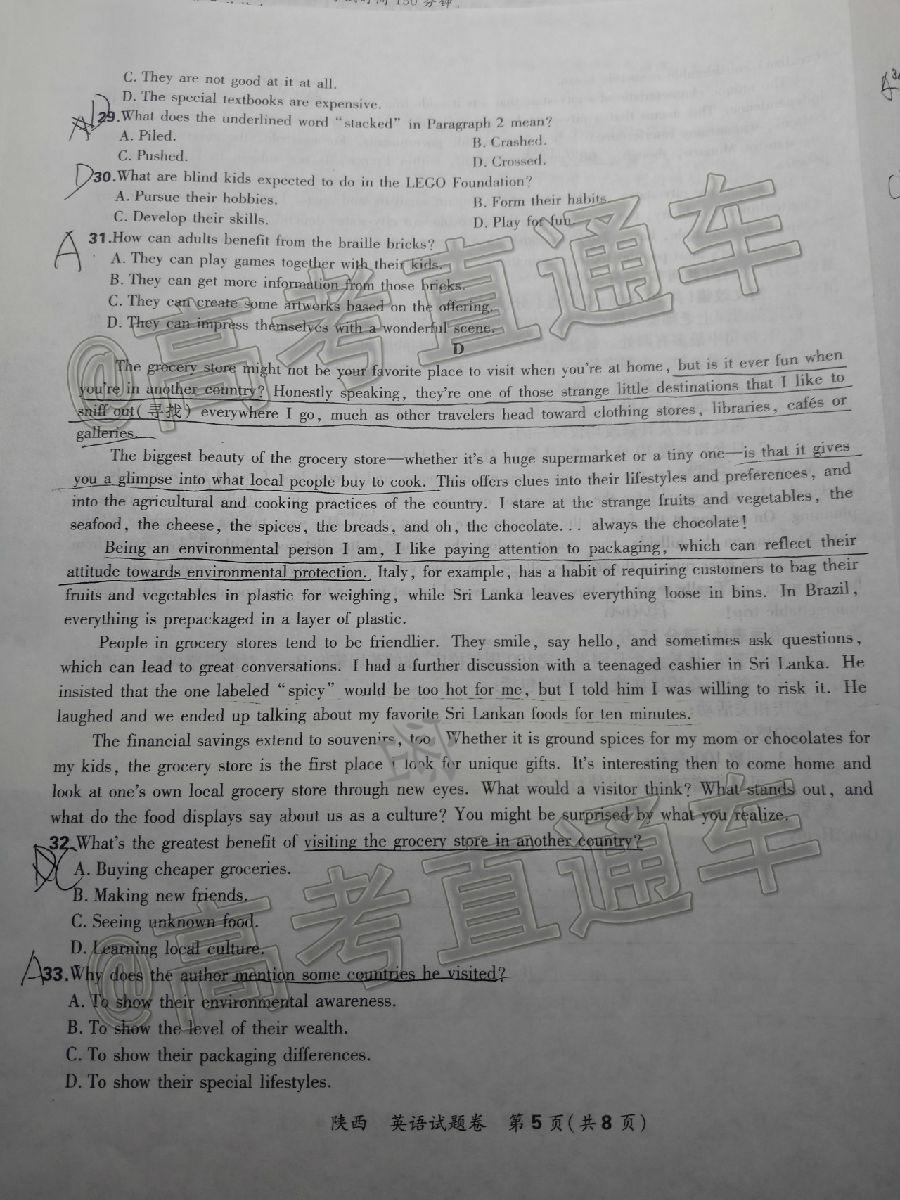 150分钟
C. They are not good at it at all.
D. The special textbooks are expensive.
29.What does the underlined word "stacked" in Paragraph 2 mean?
A. Piled.
B. Crashed.
C. Pushed.
D. Crossed.
D
30.What are blind kids expected to do in the LEGO Foundation?
A. Pursue their hobbies.
B. Form their habits.
C. Develop their skills.
D. Play for fun.
A
31.How can adults benefit from the braille bricks?
A. They can play games together with their kids.
B. They can get more information from those bricks.
C. They can create some artworks based on the offering.
D. They can impress themselves with a wonderful scene.
D
The grocery store might not be your favorite place to visit when you're at home, but is it ever fun when
you're in another country? Honestly speaking, they're one of those strange little destinations that I like to
sniff out(寻找) everywhere I go, much as other travelers head toward clothing stores, libraries, cafés or
galleries.
The biggest beauty of the grocery store—whether it's a huge supermarket or a tiny one—is that it gives
you a glimpse into what local people buy to cook. This offers clues into their lifestyles and preferences, and
into the agricultural and cooking practices of the country. I stare at the strange fruits and vegetables, the
seafood, the cheese, the spices, the breads, and oh, the chocolate... always the chocolate!
Being an environmental person I am, I like paying attention to packaging, which can reflect their
attitude towards environmental protection. Italy, for example, has a habit of requiring customers to bag their
fruits and vegetables in plastic for weighing, while Sri Lanka leaves everything loose in bins. In Brazil,
everything is prepackaged in a layer of plastic.
People in grocery stores tend to be friendlier. They smile, say hello, and sometimes ask questions,
which can lead to great conversations. I had a further discussion with a teenaged cashier in Sri Lanka. He
insisted that the one labeled "spicy" would be too hot for me, but I told him I was willing to risk it. He
laughed and we ended up talking about my favorite Sri Lankan foods for ten minutes.
The financial savings extend to souvenirs, too. Whether it is ground spices for my mom or chocolates for
my kids, the grocery store is the first place I look for unique gifts. It's interesting then to come home and
look at one's own local grocery store through new eyes. What would a visitor think? What stands out, and
what do the food displays say about us as a culture? You might be surprised by what you realize.
32.What's the greatest benefit of visiting the grocery store in another country?
A. Buying cheaper groceries.
B. Making new friends.
C. Seeing unknown food.
D. Learning local culture.
A
33.Why does the author mention some countries he visited?
A. To show their environmental awareness.
B. To show the level of their wealth.
C. To show their packaging differences.
D. To show their special lifestyles.
陕西 英语试题卷 第5页(共8页)
@高考直通车
@高考直通车